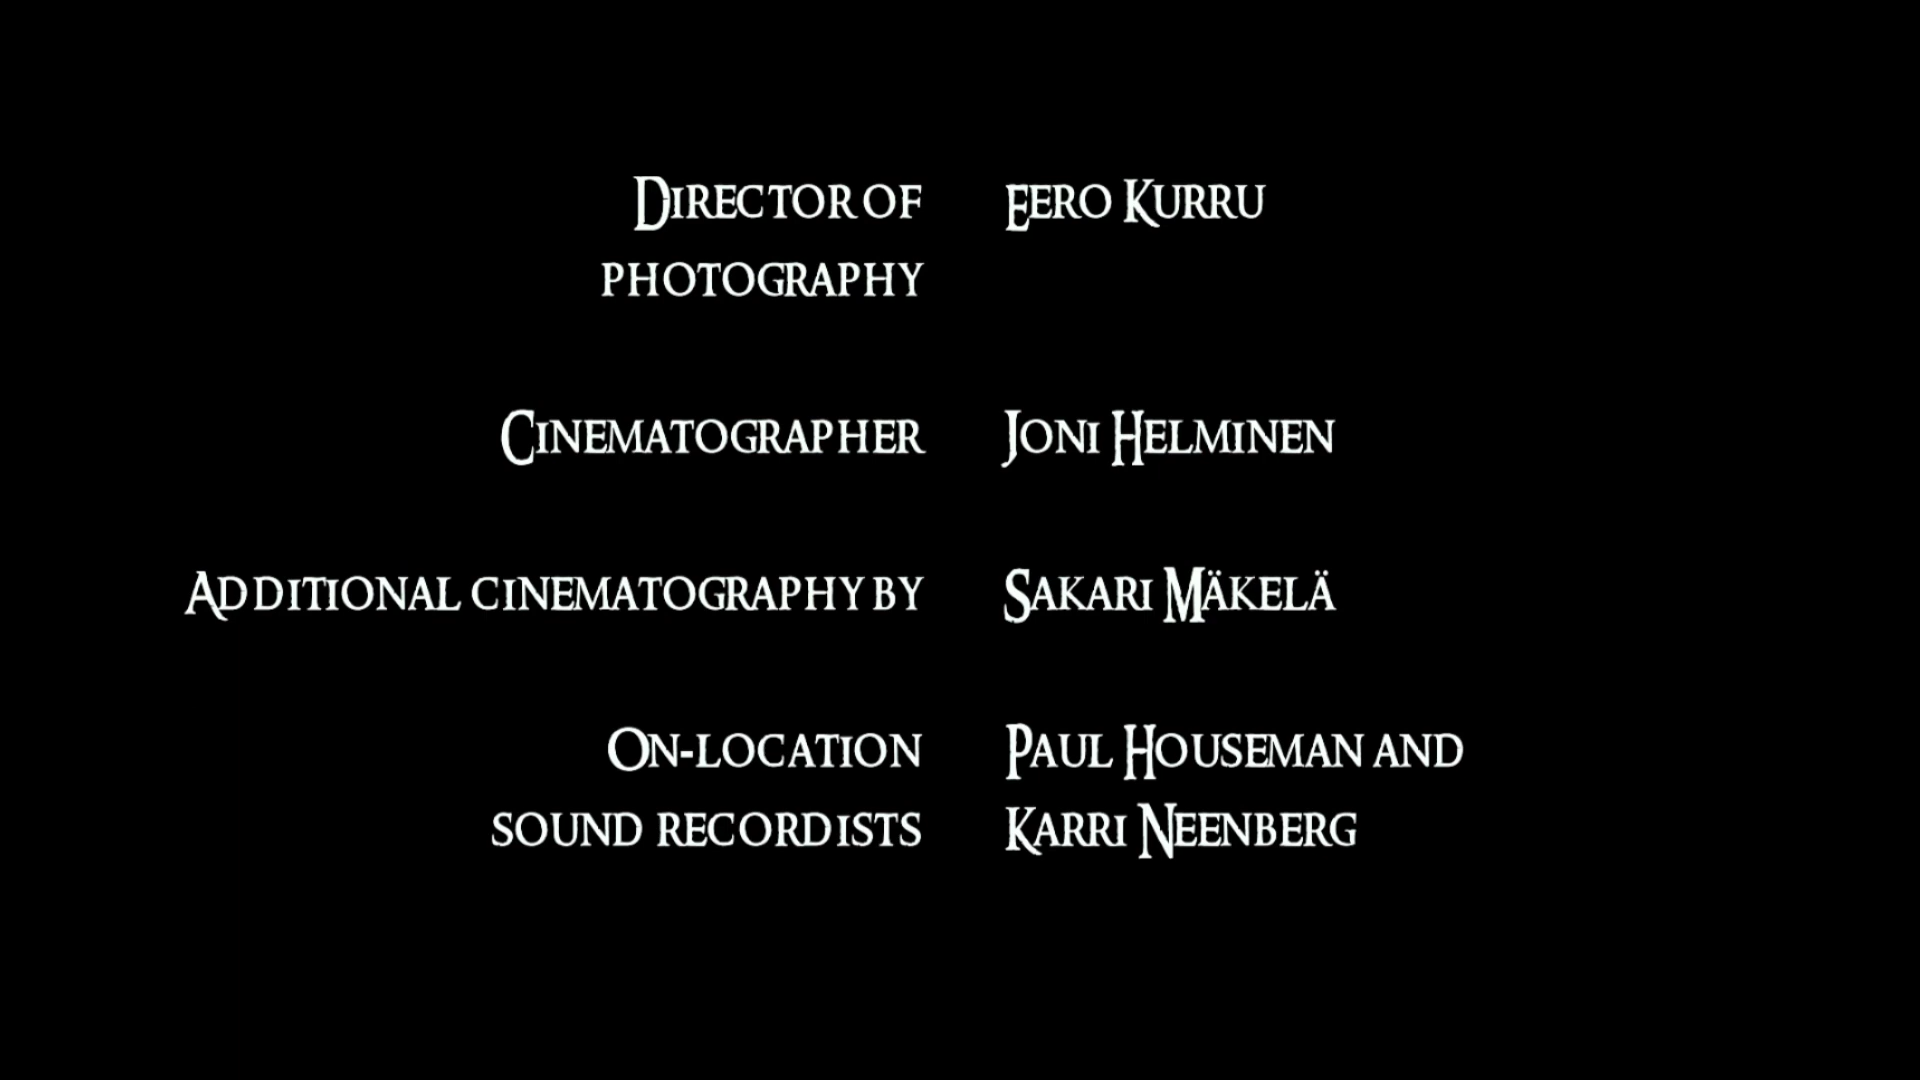 Director of Eero Kurru
photography
Cinematographer Joni Helminen
Additional cinematography by Sakari Mäkelä
On-location Paul Houseman and
sound recordists Karri Neenberg